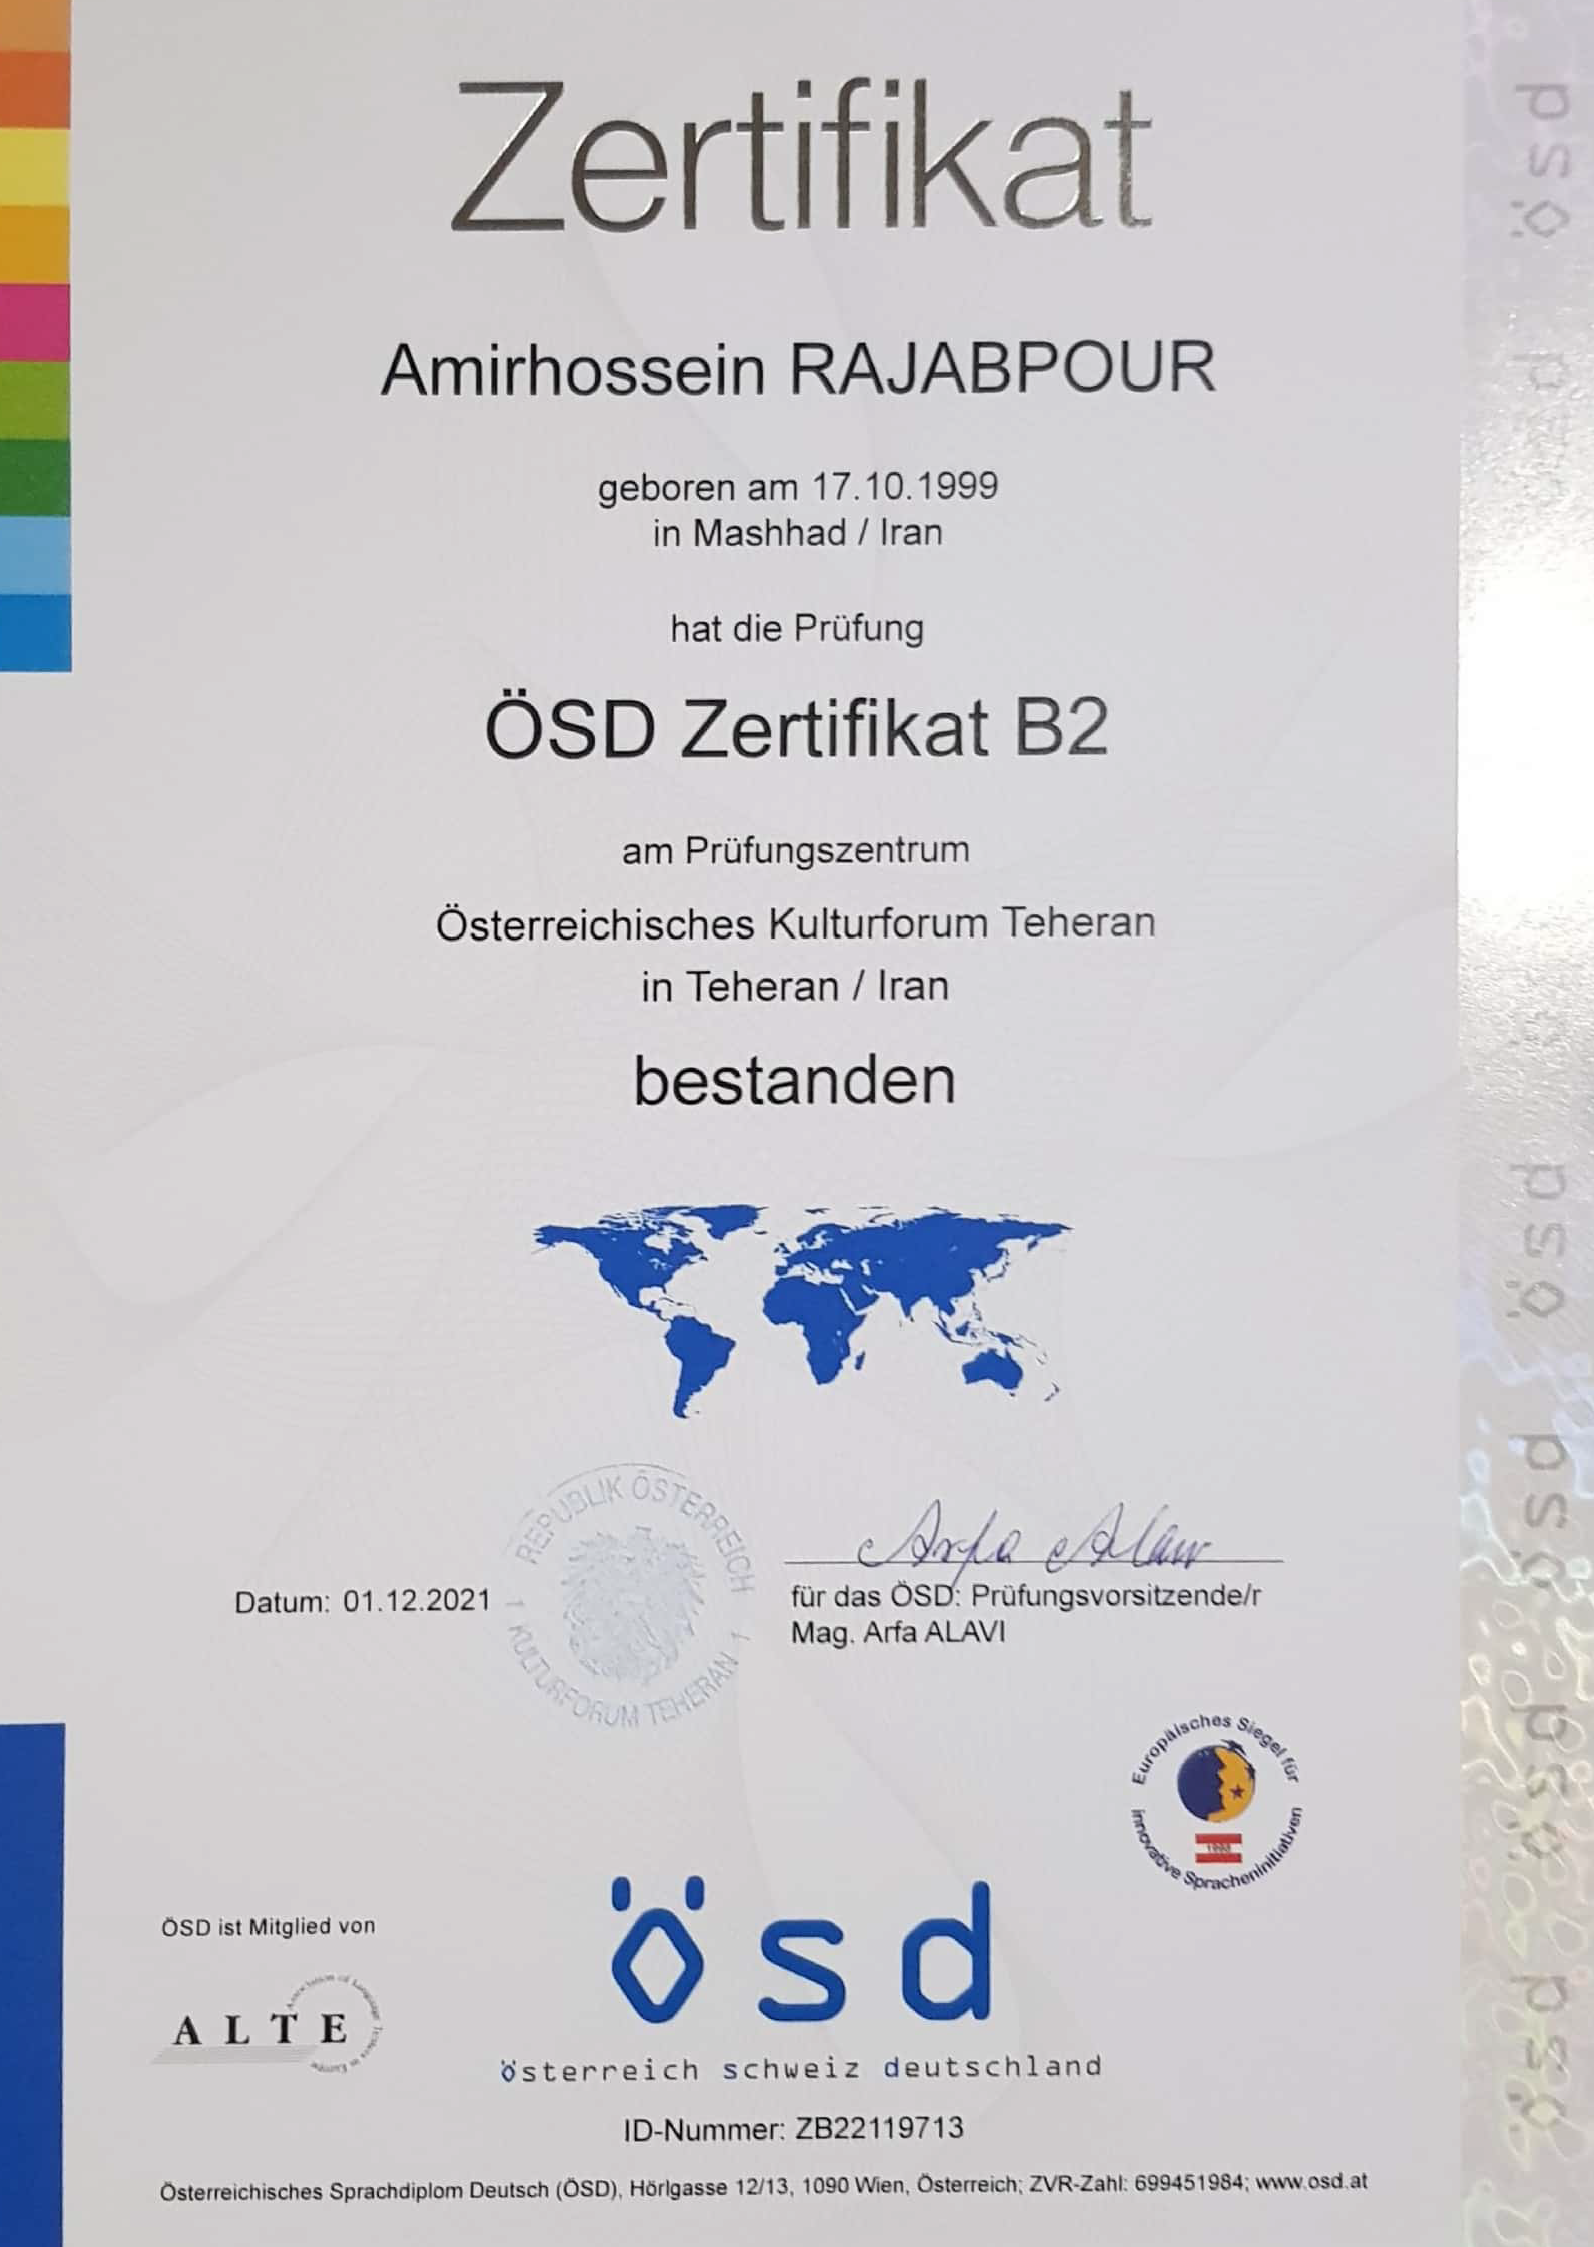 Zertifikat
Amirhossein RAJABPOUR
geboren am 17.10.1999
in Mashhad / Iran
hat die Prüfung
ÖSD Zertifikat B2
am Prüfungszentrum
Österreichisches Kulturforum Teheran
in Teheran / Iran
bestanden
REPUBLIK ÖSTERREICH
1 KULTURFORUM TEHERAN 1
Datum: 01.12.2021
Arfa Alavi
für das ÖSD: Prüfungsvorsitzende/r
Mag. Arfa ALAVI
Europäisches Siegel für
innovative Spracheninitiativen
1998
ÖSD ist Mitglied von
ALTE
Association of Language Testers in Europe
ösd
österreich schweiz deutschland
ID-Nummer: ZB22119713
Österreichisches Sprachdiplom Deutsch (ÖSD), Hörlgasse 12/13, 1090 Wien, Österreich; ZVR-Zahl: 699451984; www.osd.at
ösd
ösd
ösd
ösd
ösd
ösd